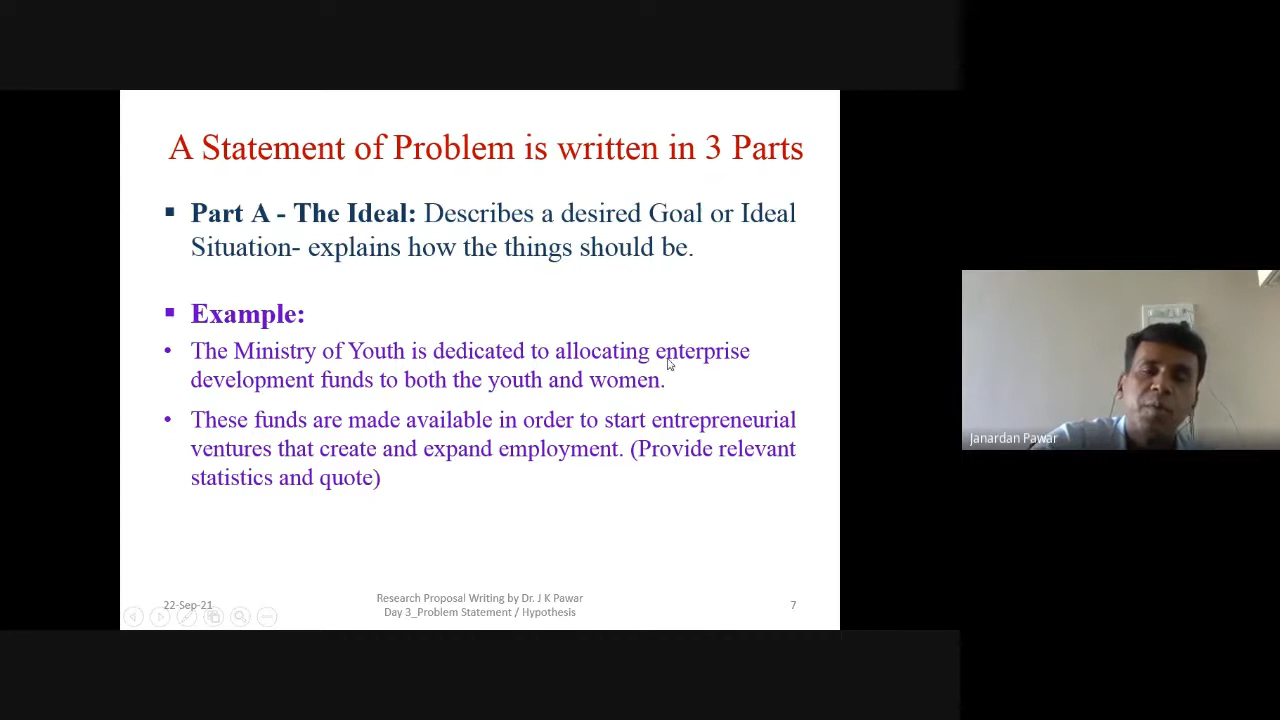 A Statement of Problem is written in 3 Parts
▪ Part A - The Ideal: Describes a desired Goal or Ideal
Situation- explains how the things should be.
▪ Example:
• The Ministry of Youth is dedicated to allocating enterprise
development funds to both the youth and women.
• These funds are made available in order to start entrepreneurial
ventures that create and expand employment. (Provide relevant
statistics and quote)
22-Sep-21
Research Proposal Writing by Dr. J K Pawar
Day 3_Problem Statement / Hypothesis
7
Janardan Pawar